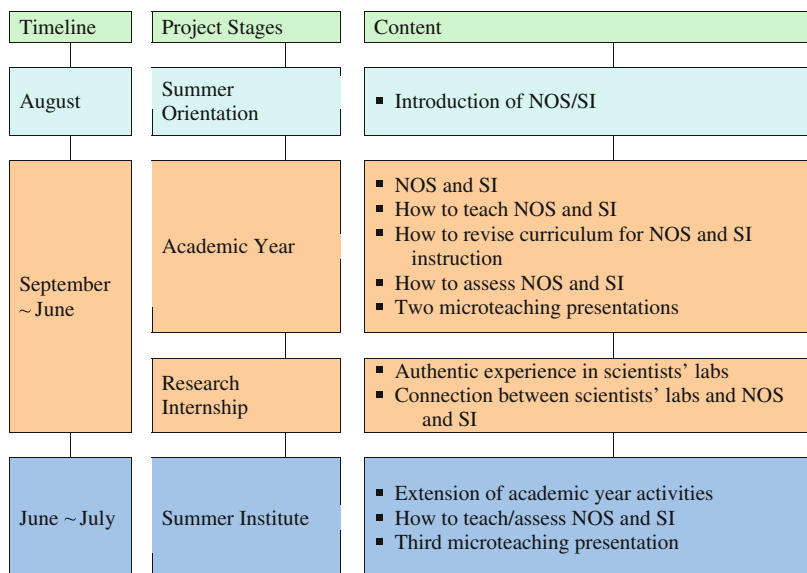 Timeline
Project Stages
Content
August
Summer
Orientation
▪ Introduction of NOS/SI
September
~ June
Academic Year
▪ NOS and SI
▪ How to teach NOS and SI
▪ How to revise curriculum for NOS and SI
instruction
▪ How to assess NOS and SI
▪ Two microteaching presentations
Research
Internship
▪ Authentic experience in scientists' labs
▪ Connection between scientists' labs and NOS
and SI
June ~ July
Summer Institute
▪ Extension of academic year activities
▪ How to teach/assess NOS and SI
▪ Third microteaching presentation